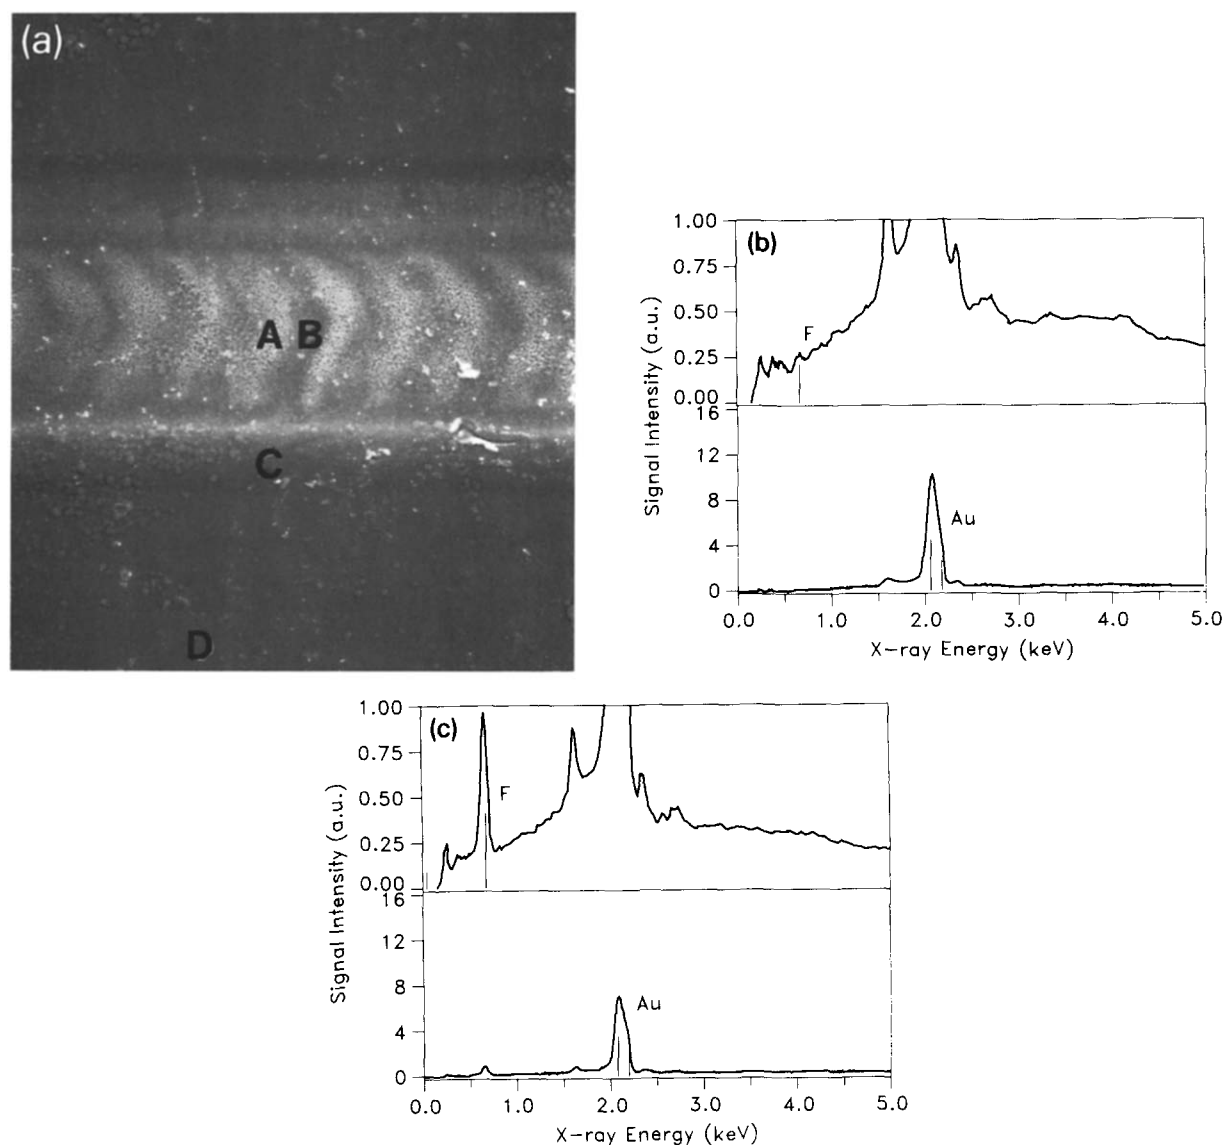 (a)
A B
C
D
(b)
1.00
0.75
0.50
0.25
0.00
F
16
12
8
4
0
Au
Signal Intensity (a.u.)
0.0 1.0 2.0 3.0 4.0 5.0
X-ray Energy (keV)
(c)
1.00
0.75
0.50
0.25
0.00
F
16
12
8
4
0
Au
Signal Intensity (a.u.)
0.0 1.0 2.0 3.0 4.0 5.0
X-ray Energy (keV)